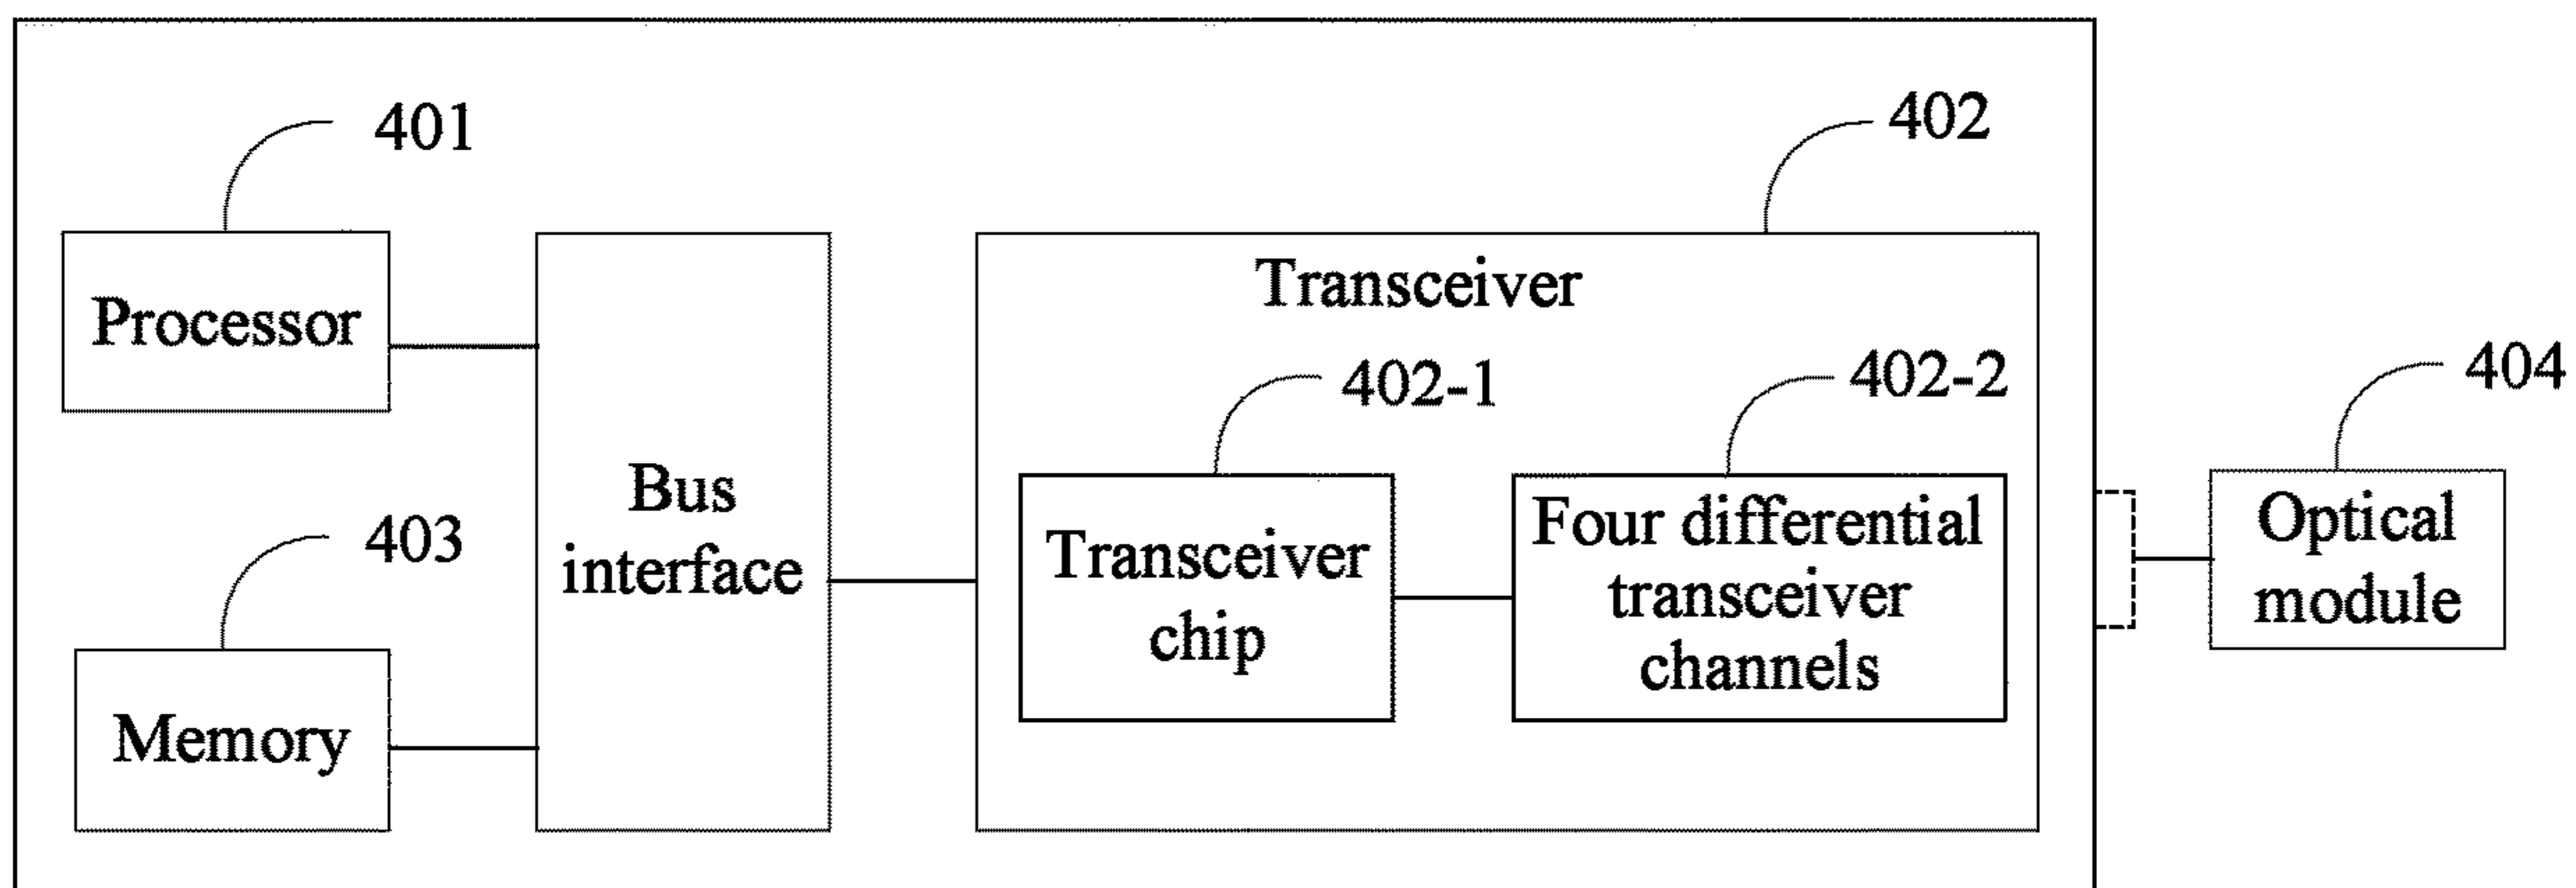 401
402
Processor
Transceiver
402-1
402-2
404
403
Bus
interface
Transceiver
chip
Four differential
transceiver
channels
Optical
module
Memory